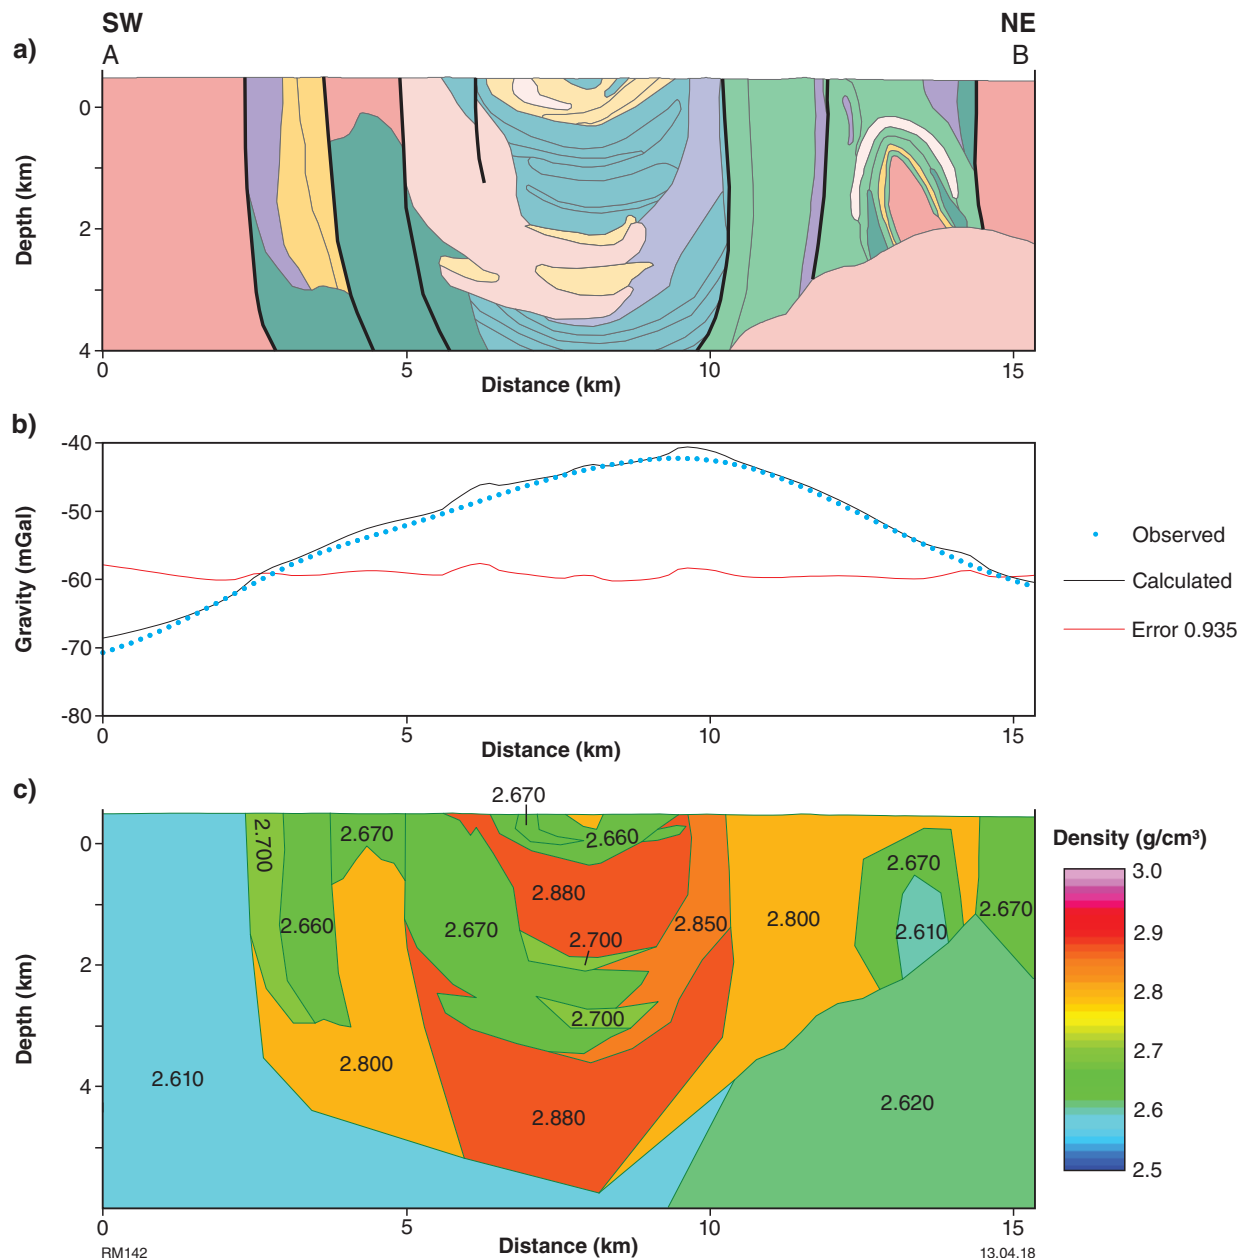 SW
NE
a)
A
B
0
2
4
Depth (km)
0
5
10
15
Distance (km)
b)
-40
-50
-60
-70
-80
Gravity (mGal)
0
5
10
15
Distance (km)
Observed
Calculated
Error 0.935
c)
2.670
2.700
2.670
2.660
2.880
2.670
2.660
2.670
2.850
2.800
2.670
2.610
2.700
2.700
2.800
2.610
2.880
2.620
0
2
4
Depth (km)
0
5
10
15
Distance (km)
Density (g/cm³)
3.0
2.9
2.8
2.7
2.6
2.5
RM142
13.04.18